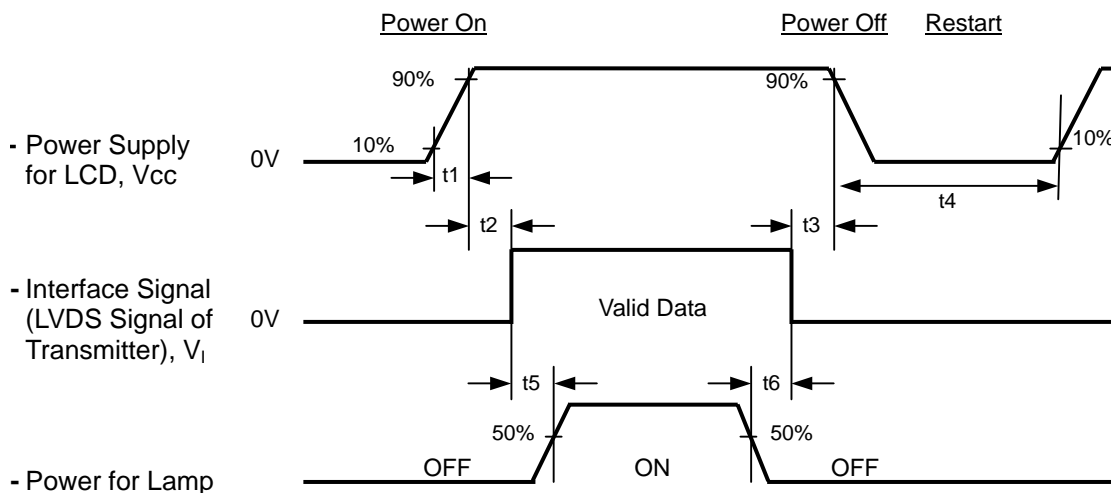 Power On
Power Off
Restart
90%
90%
- Power Supply
for LCD, Vcc
0V
10%
10%
t1
t4
t2
t3
- Interface Signal
(LVDS Signal of
Transmitter), VI
0V
Valid Data
t5
t6
50%
50%
- Power for Lamp
OFF
ON
OFF